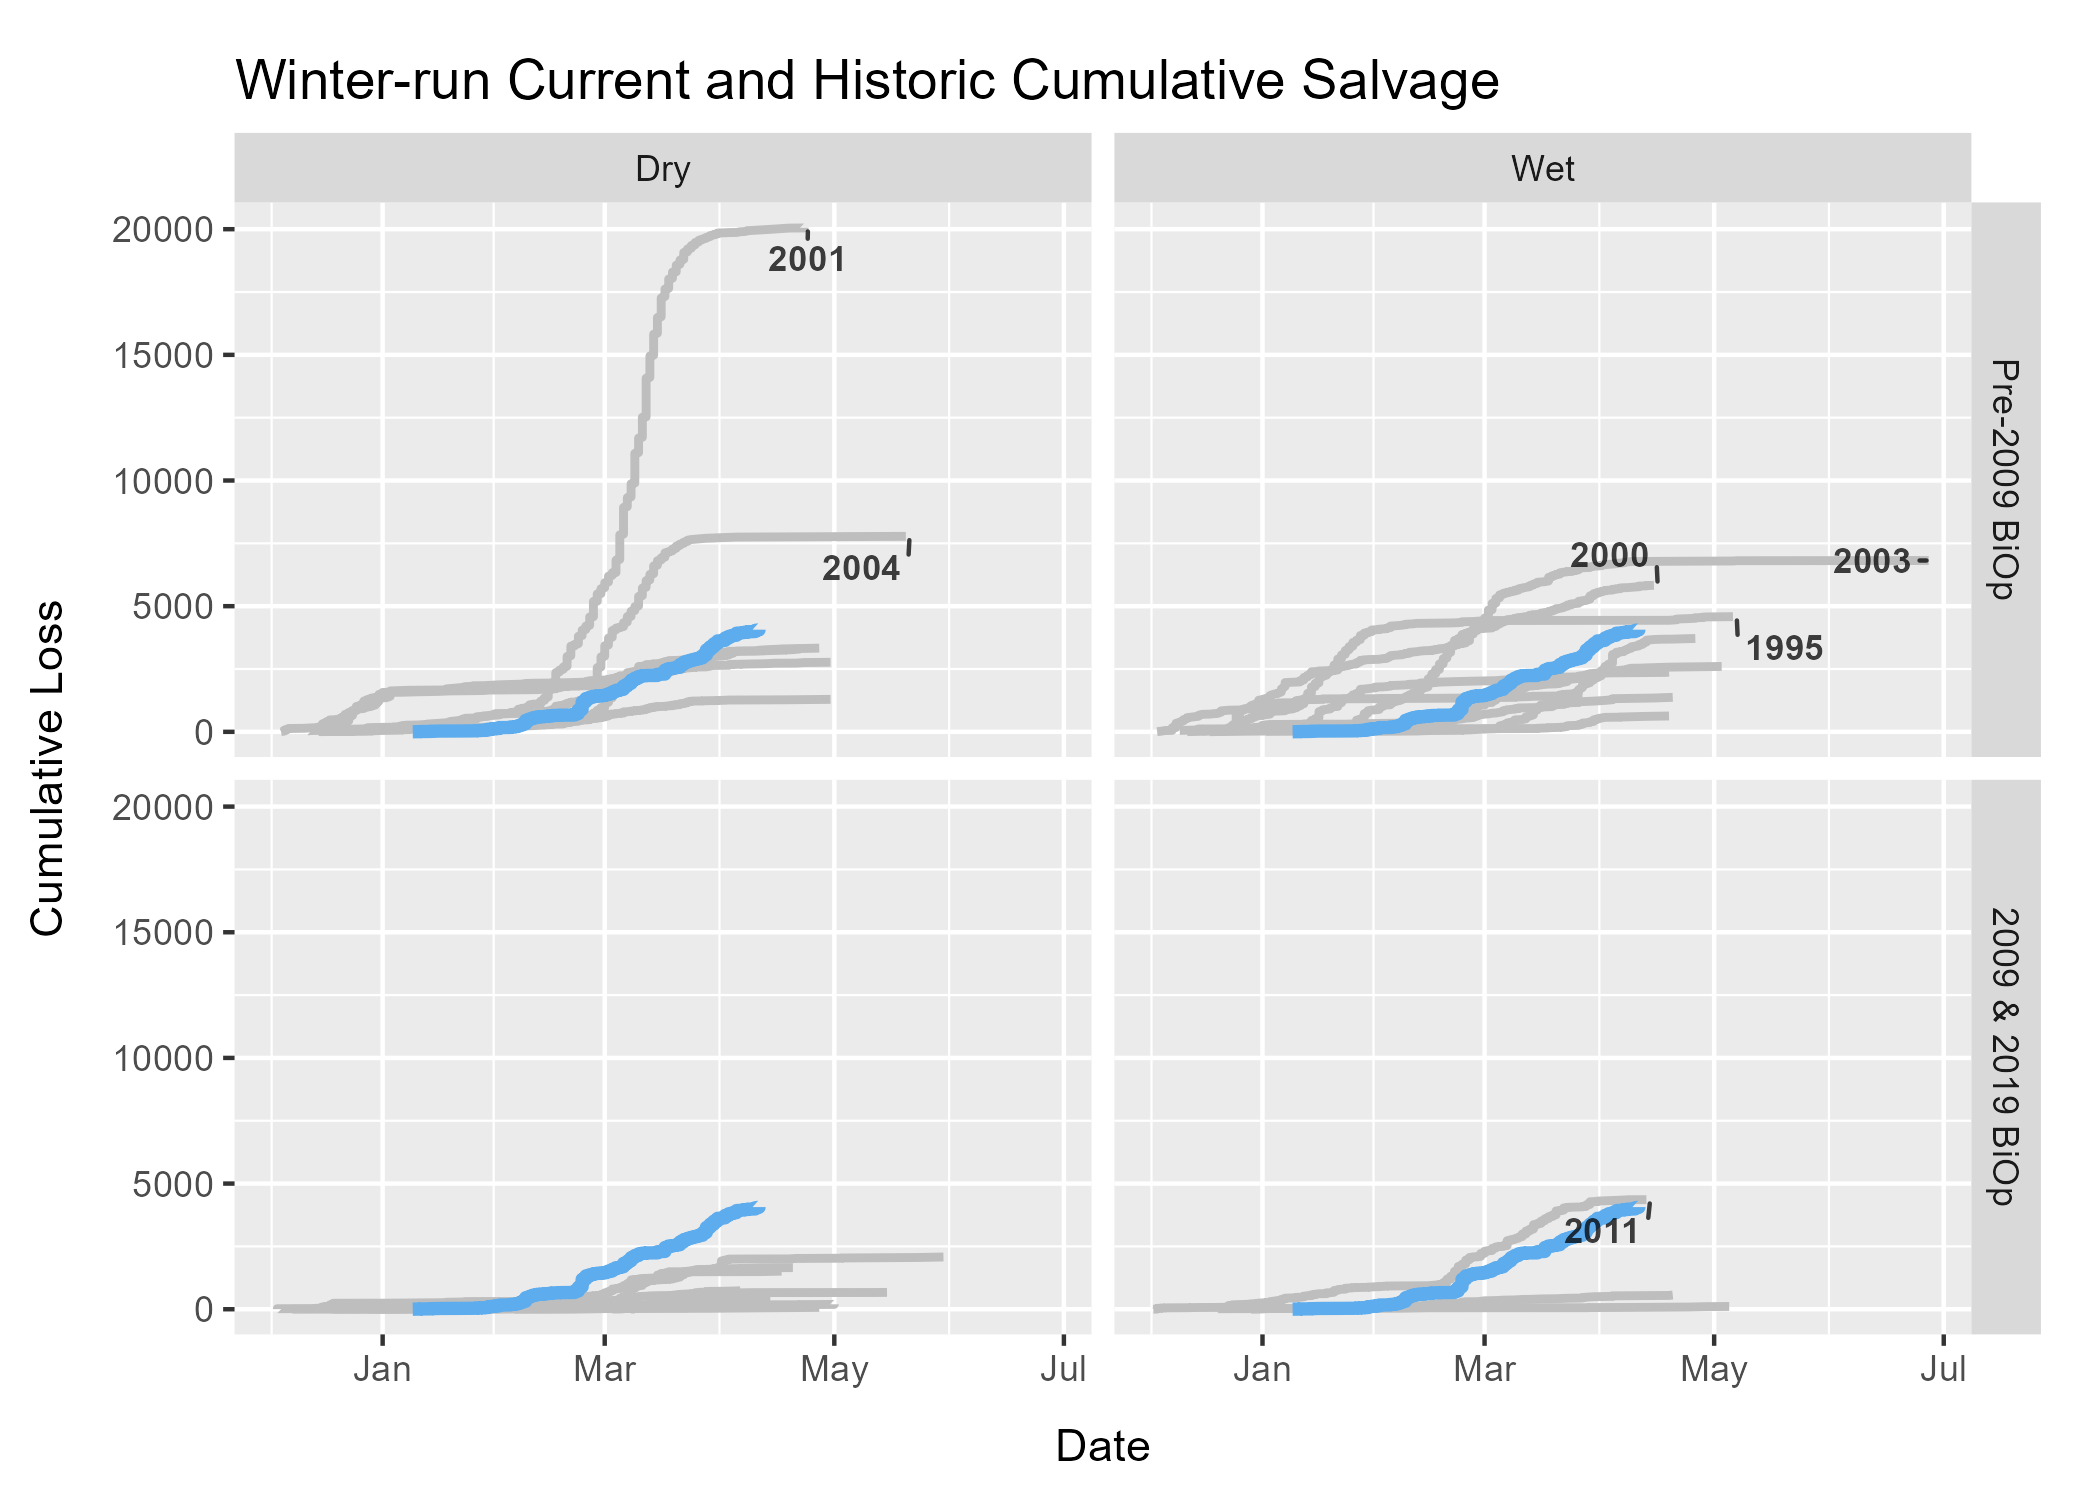 Winter-run Current and Historic Cumulative Salvage
Dry
Wet
20000
15000
10000
5000
0
2001
2004
2000
2003
1995
Pre-2009 BiOp
Cumulative Loss
20000
15000
10000
5000
0
2011
2009 & 2019 BiOp
Jan
Mar
May
Jul
Jan
Mar
May
Jul
Date